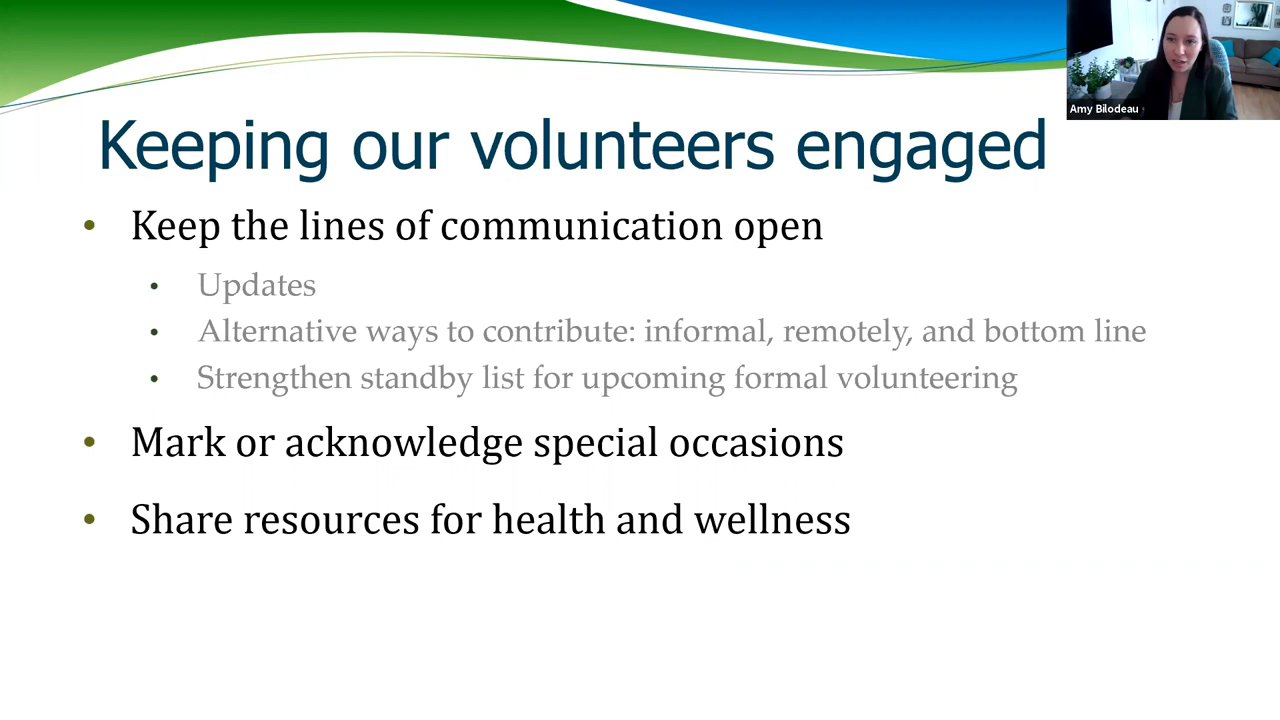 Amy Bilodeau
Keeping our volunteers engaged
• Keep the lines of communication open
• Updates
• Alternative ways to contribute: informal, remotely, and bottom line
• Strengthen standby list for upcoming formal volunteering
• Mark or acknowledge special occasions
• Share resources for health and wellness